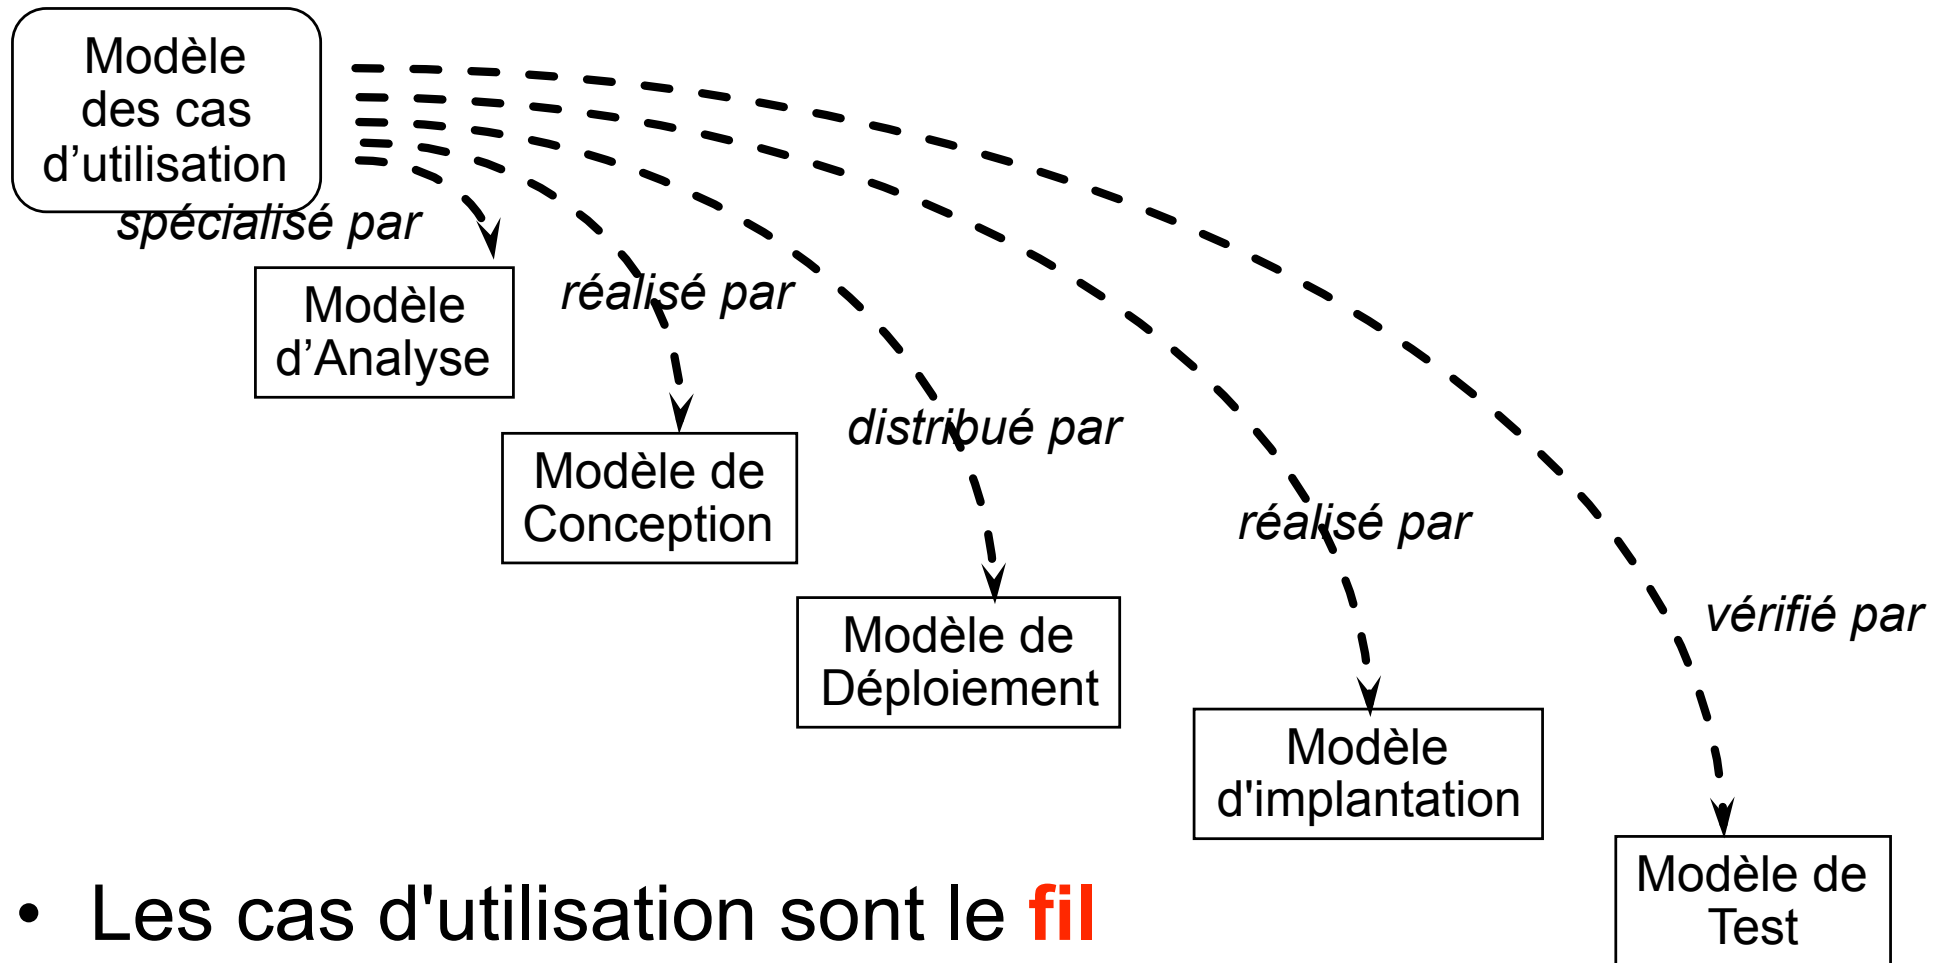 Modèle
des cas
d’utilisation
spécialisé par
Modèle
d’Analyse
réalisé par
Modèle de
Conception
distribué par
Modèle de
Déploiement
réalisé par
Modèle
d'implantation
vérifié par
Modèle de
Test
• Les cas d'utilisation sont le fil